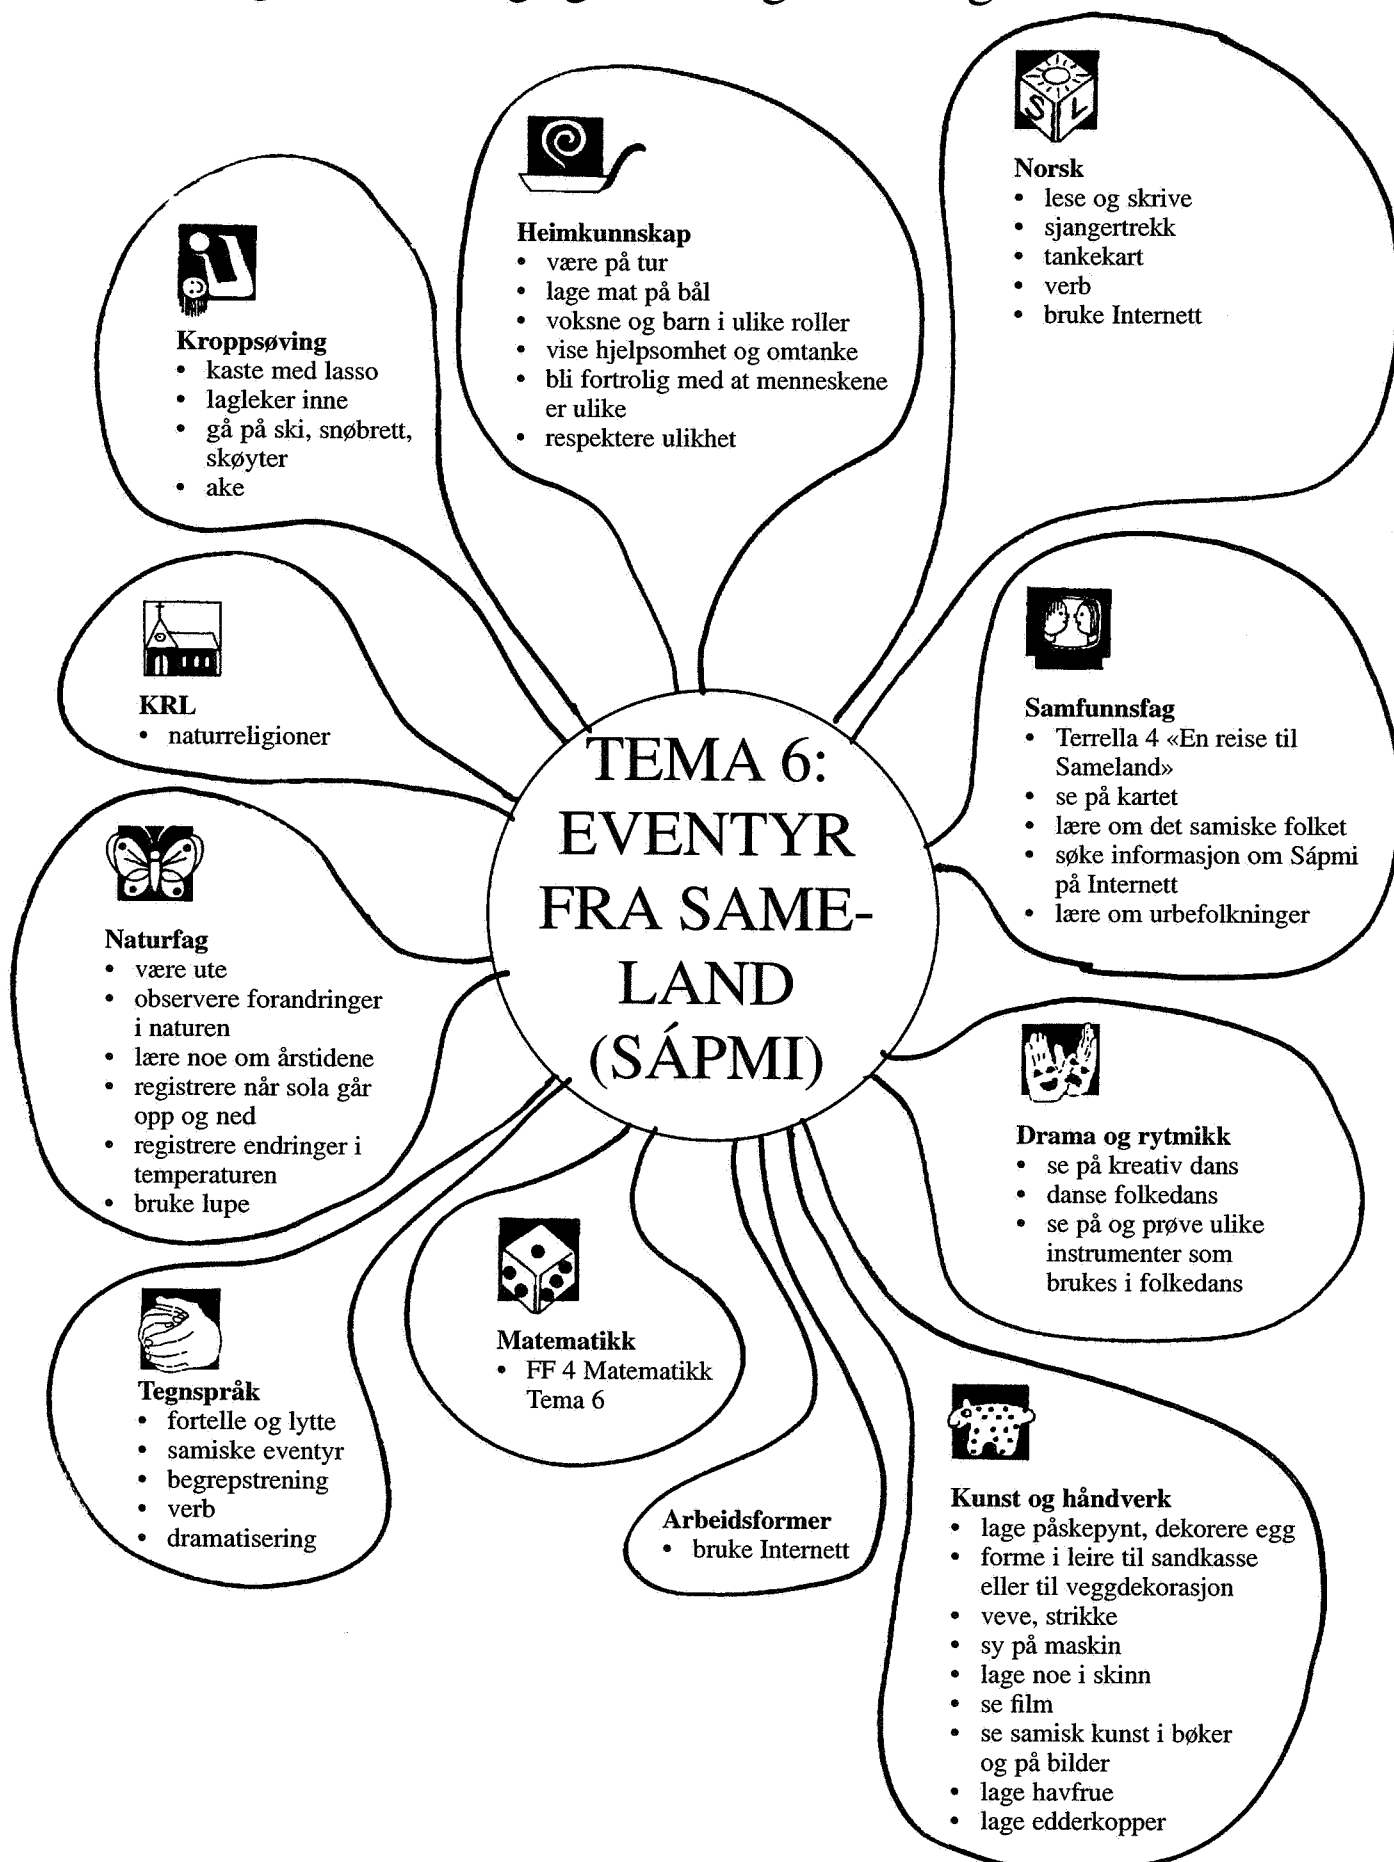 Norsk
• lese og skrive
• sjangertrekk
• tankekart
• verb
• bruke Internett
Heimkunnskap
• være på tur
• lage mat på bål
• voksne og barn i ulike roller
• vise hjelpsomhet og omtanke
• bli fortrolig med at menneskene
er ulike
• respektere ulikhet
Kroppsøving
• kaste med lasso
• lagleker inne
• gå på ski, snøbrett,
skøyter
• ake
KRL
• naturreligioner
Samfunnsfag
• Terrella 4 «En reise til
Sameland»
• se på kartet
• lære om det samiske folket
• søke informasjon om Sápmi
på Internett
• lære om urbefolkninger
TEMA 6:
EVENTYR
FRA SAME-
LAND
(SÁPMI)
Naturfag
• være ute
• observere forandringer
i naturen
• lære noe om årstidene
• registrere når sola går
opp og ned
• registrere endringer i
temperaturen
• bruke lupe
Drama og rytmikk
• se på kreativ dans
• danse folkedans
• se på og prøve ulike
instrumenter som
brukes i folkedans
Tegnspråk
• fortelle og lytte
• samiske eventyr
• begrepstrening
• verb
• dramatisering
Matematikk
• FF 4 Matematikk
Tema 6
Arbeidsformer
• bruke Internett
Kunst og håndverk
• lage påskepynt, dekorere egg
• forme i leire til sandkasse
eller til veggdekorasjon
• veve, strikke
• sy på maskin
• lage noe i skinn
• se film
• se samisk kunst i bøker
og på bilder
• lage havfrue
• lage edderkopper
S L